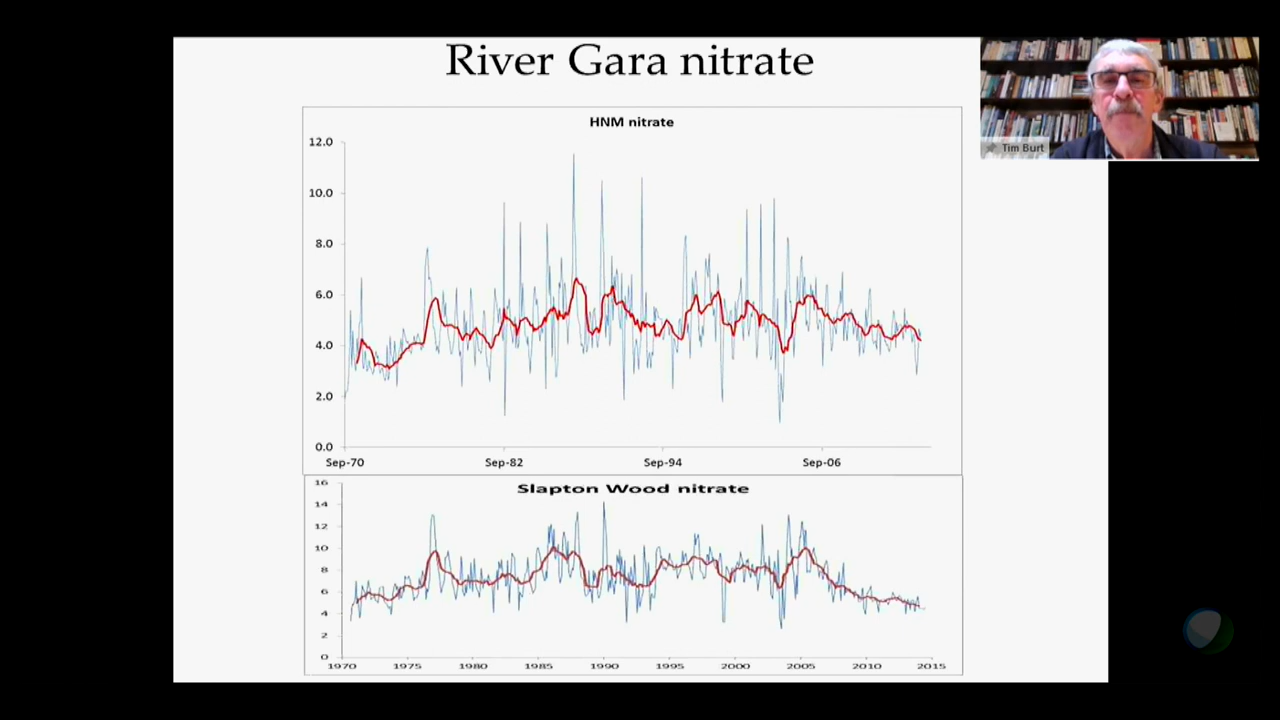 River Gara nitrate
Tim Burt
HNM nitrate
12.0
10.0
8.0
6.0
4.0
2.0
0.0
Sep-70 Sep-82 Sep-94 Sep-06
Slapton Wood nitrate
16
14
12
10
8
6
4
2
0
1970 1975 1980 1985 1990 1995 2000 2005 2010 2015